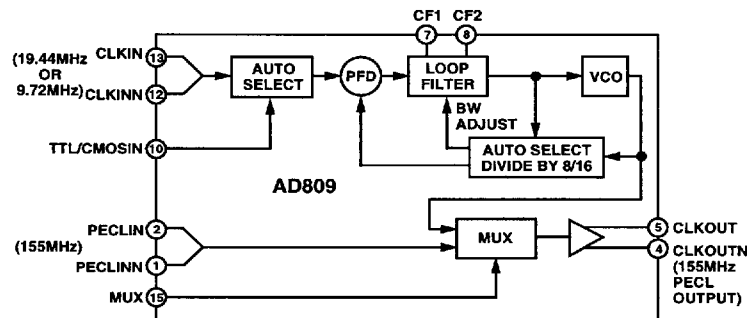 CF1 CF2
7 8
(19.44MHz
OR
9.72MHz)
CLKIN 13
CLKINN 12
AUTO
SELECT
PFD
LOOP
FILTER
VCO
BW
ADJUST
TTL/CMOSIN 10
AUTO SELECT
DIVIDE BY 8/16
AD809
PECLIN 2
(155MHz)
PECLINN 1
MUX
5 CLKOUT
4 CLKOUTN
(155MHz
PECL
OUTPUT)
MUX 15